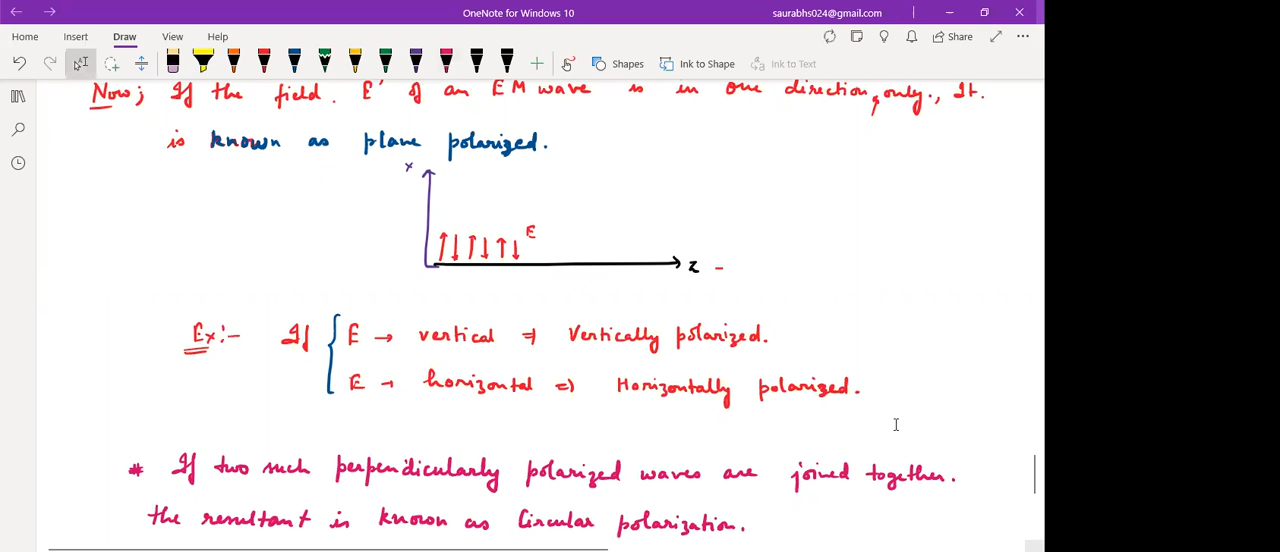 OneNote for Windows 10
saurabhs024@gmail.com
Home Insert Draw View Help
Share
Shapes
Ink to Shape
Ink to Text
Now; If the field. E' of an EM wave is in one direction, only., It.
is known as plane polarized.
x
E
z
Ex:- If E → vertical ⇒ Vertically polarized.
E → horizontal ⇒ Horizontally polarized.
* If two such perpendicularly polarized waves are joined together.
the resultant is known as Circular polarization.